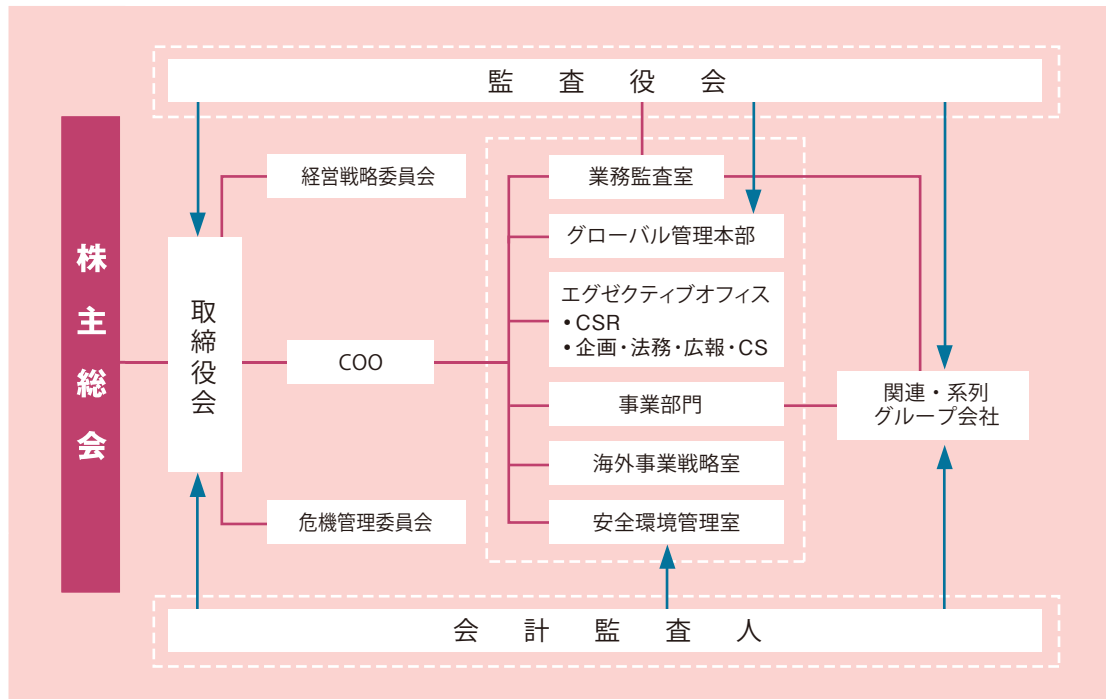 監査役会
株主総会
経営戦略委員会
取締役会
COO
危機管理委員会
業務監査室
グローバル管理本部
エグゼクティブオフィス
•CSR
•企画・法務・広報・CS
事業部門
海外事業戦略室
安全環境管理室
関連・系列
グループ会社
会計監査人